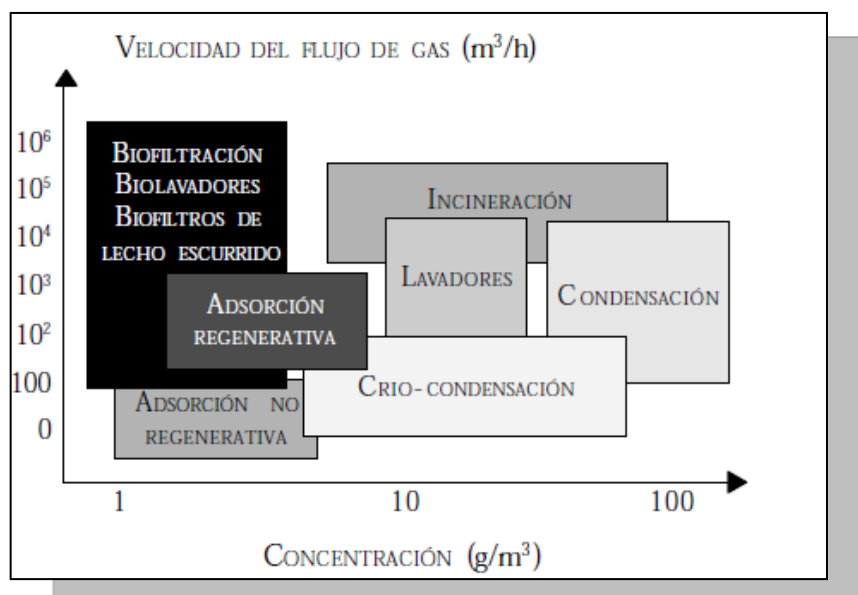 VELOCIDAD DEL FLUJO DE GAS (m³/h)
10⁶
10⁵
10⁴
10³
10²
100
0
BIOFILTRACIÓN
BIOLAVADORES
BIOFILTROS DE
LECHO ESCURRIDO
INCINERACIÓN
LAVADORES
CONDENSACIÓN
ADSORCIÓN
REGENERATIVA
CRIO-CONDENSACIÓN
ADSORCIÓN NO
REGENERATIVA
1 10 100
CONCENTRACIÓN (g/m³)